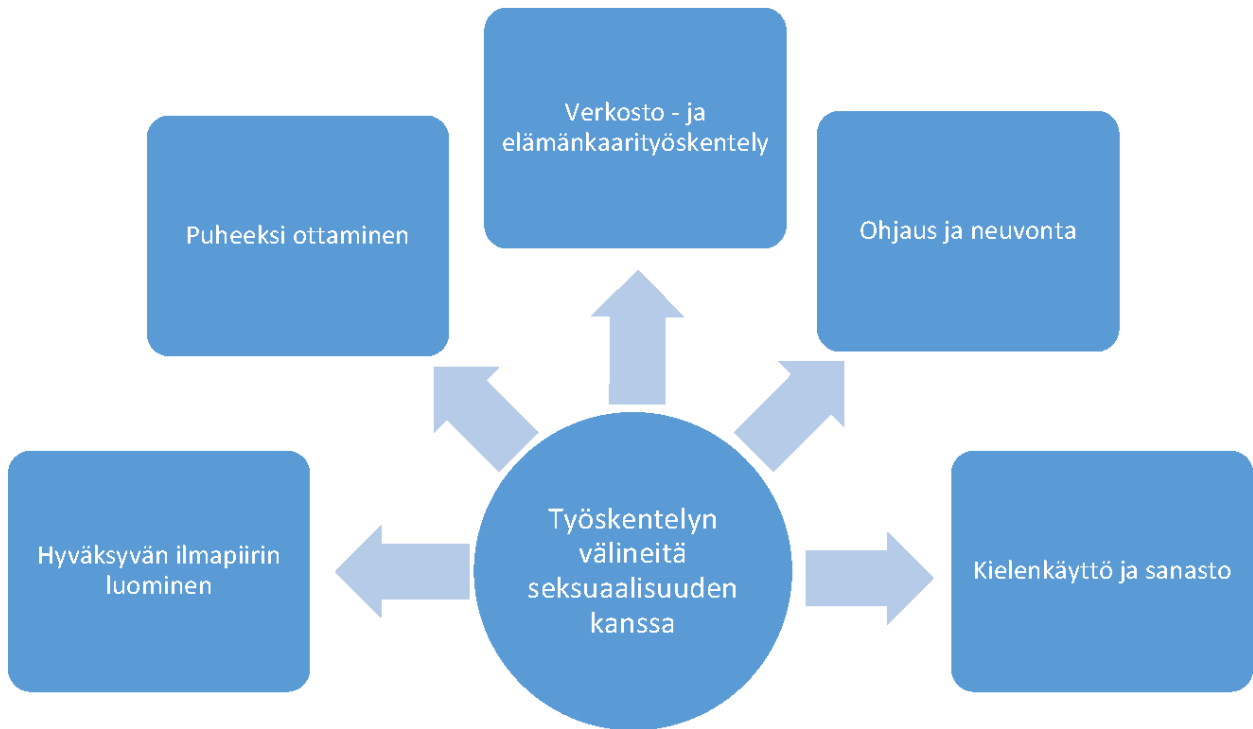 Verkosto - ja
elämänkaarityöskentely
Puheeksi ottaminen
Ohjaus ja neuvonta
Hyväksyvän ilmapiirin
luominen
Työskentelyn
välineitä
seksuaalisuuden
kanssa
Kielenkäyttö ja sanasto